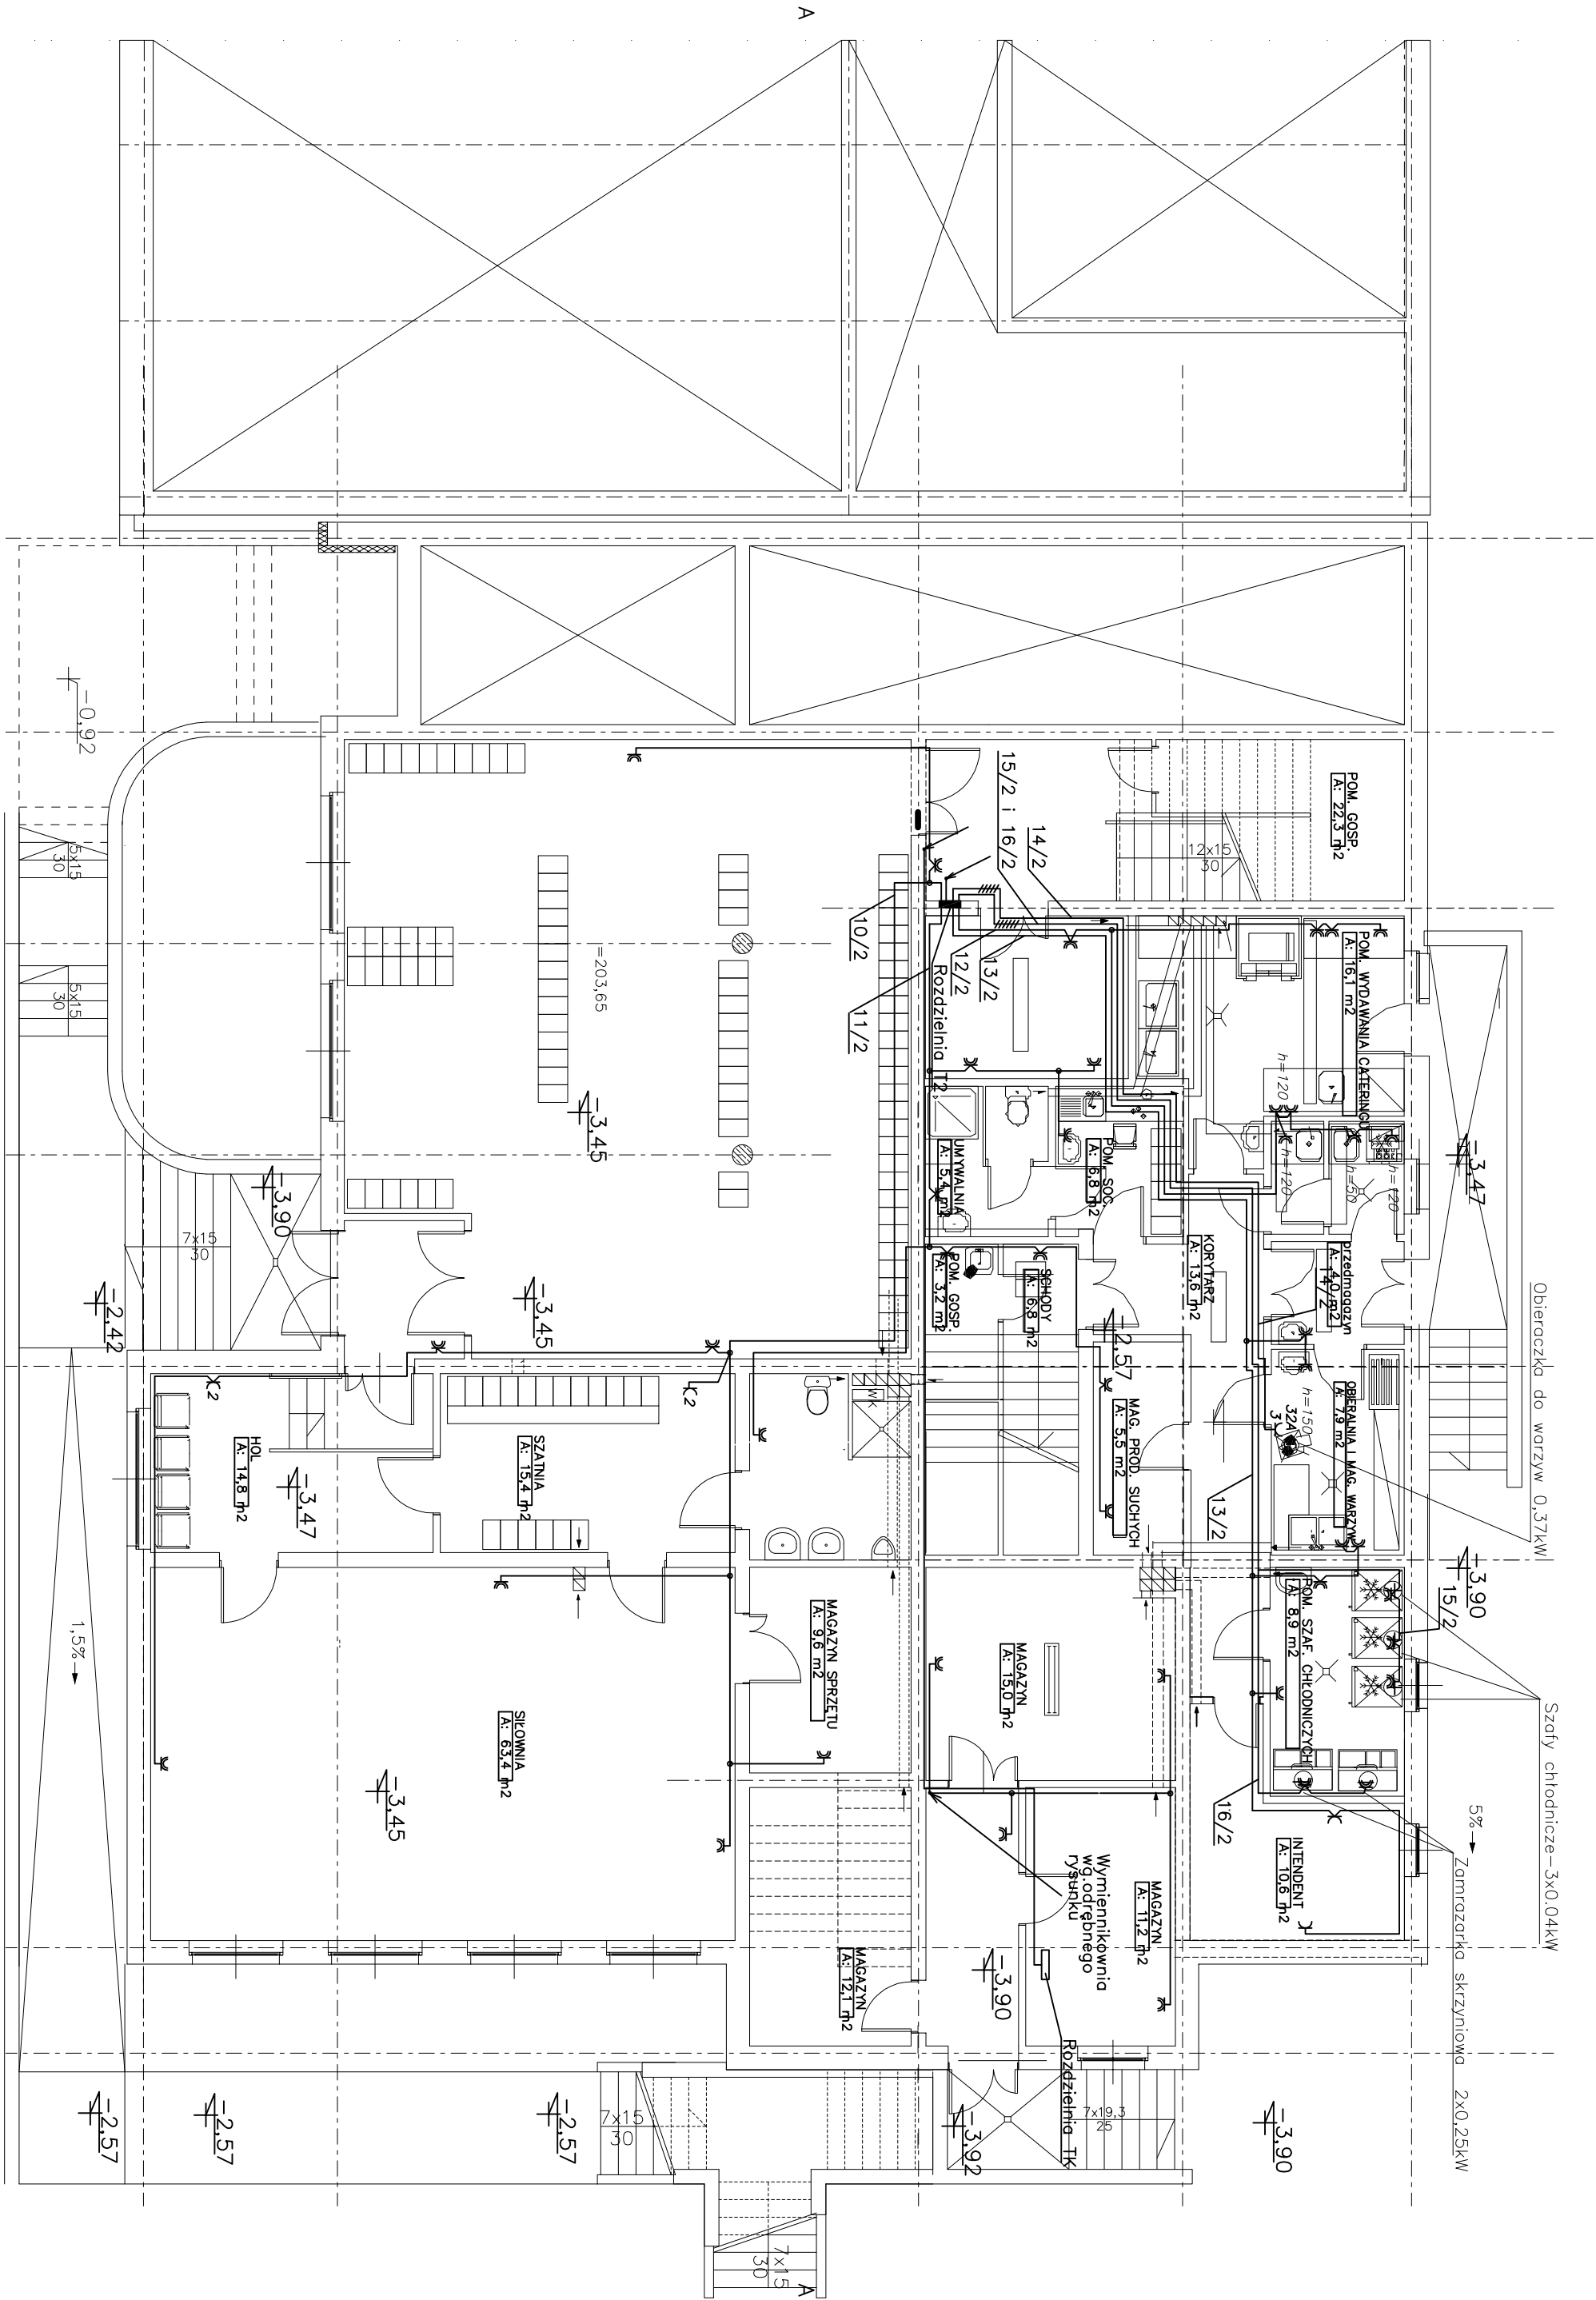 A
POM. GOSP.
A: 22,3 m2
12x15
30
15/2 i 16/2
14/2
13/2
12/2
Rozdzielnia T2
11/2
10/2
=203,65
-0,92
5x15
30
5x15
30
POM. WYDAWANIA CATERINGU
A: 16,1 m2
h=120
h=120
h=50
h=120
-3,47
UMYWALNIA
A: 5,4 m2
POM. SOC.
A: 6,8 m2
-3,45
-3,90
7x15
30
-2,42
-3,45
KORYTARZ
A: 13,6 m2
przedmagazyn
A: 4,0 m2
14/2
POM. GOSP.
A: 3,2 m2
SCHODY
A: 6,8 m2
-2,57
MAG. PROD. SUCHYCH
A: 5,5 m2
OBIERALNIA I MAG. WARZYW
A: 7,9 m2
h=150
32A
3
Obieraczka do warzyw 0,37kW
WK
HOL
A: 14,8 m2
-3,47
SZATNIA
A: 15,4 m2
2
2
13/2
-3,90
15/2
POM. SZAF. CHŁODNICZYCH
A: 8,9 m2
Szafy chłodnicze-3x0.04kW
MAGAZYN SPRZĘTU
A: 9,6 m2
MAGAZYN
A: 15,0 m2
SIŁOWNIA
A: 63,4 m2
-3,45
1,5%
16/2
5%
Zamrażarka skrzyniowa 2x0,25kW
INTENDENT
A: 10,6 m2
Wymiennikownia
wg.odrębnego
rysunku
MAGAZYN
A: 11,2 m2
MAGAZYN
A: 12,1 m2
-3,90
Rozdzielnia TK
7x19,3
25
-3,92
-3,90
-2,57
-2,57
-2,57
7x15
30
7x15
30
A